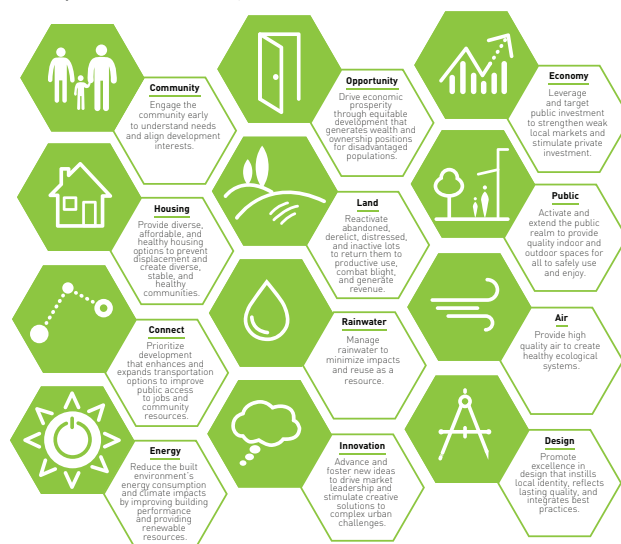 Community
Engage the
community early
to understand needs
and align development
interests.
Opportunity
Drive economic
prosperity
through equitable
development that
generates wealth and
ownership positions
for disadvantaged
populations.
Economy
Leverage
and target
public investment
to strengthen weak
local markets and
stimulate private
investment.
Housing
Provide diverse,
affordable, and
healthy housing
options to prevent
displacement and
create diverse,
stable, and
healthy
communities.
Land
Reactivate
abandoned,
derelict, distressed,
and inactive lots
to return them to
productive use,
combat blight,
and generate
revenue.
Public
Activate and
extend the public
realm to provide
quality indoor and
outdoor spaces for
all to safely use
and enjoy.
Connect
Prioritize
development
that enhances and
expands transportation
options to improve
public access
to jobs and
community
resources.
Rainwater
Manage
rainwater to
minimize impacts
and reuse as a
resource.
Air
Provide high
quality air to create
healthy ecological
systems.
Energy
Reduce the built
environment's
energy consumption
and climate impacts
by improving building
performance
and providing
renewable
resources.
Innovation
Advance and
foster new ideas
to drive market
leadership and
stimulate creative
solutions to
complex urban
challenges.
Design
Promote
excellence in
design that instills
local identity, reflects
lasting quality, and
integrates best
practices.